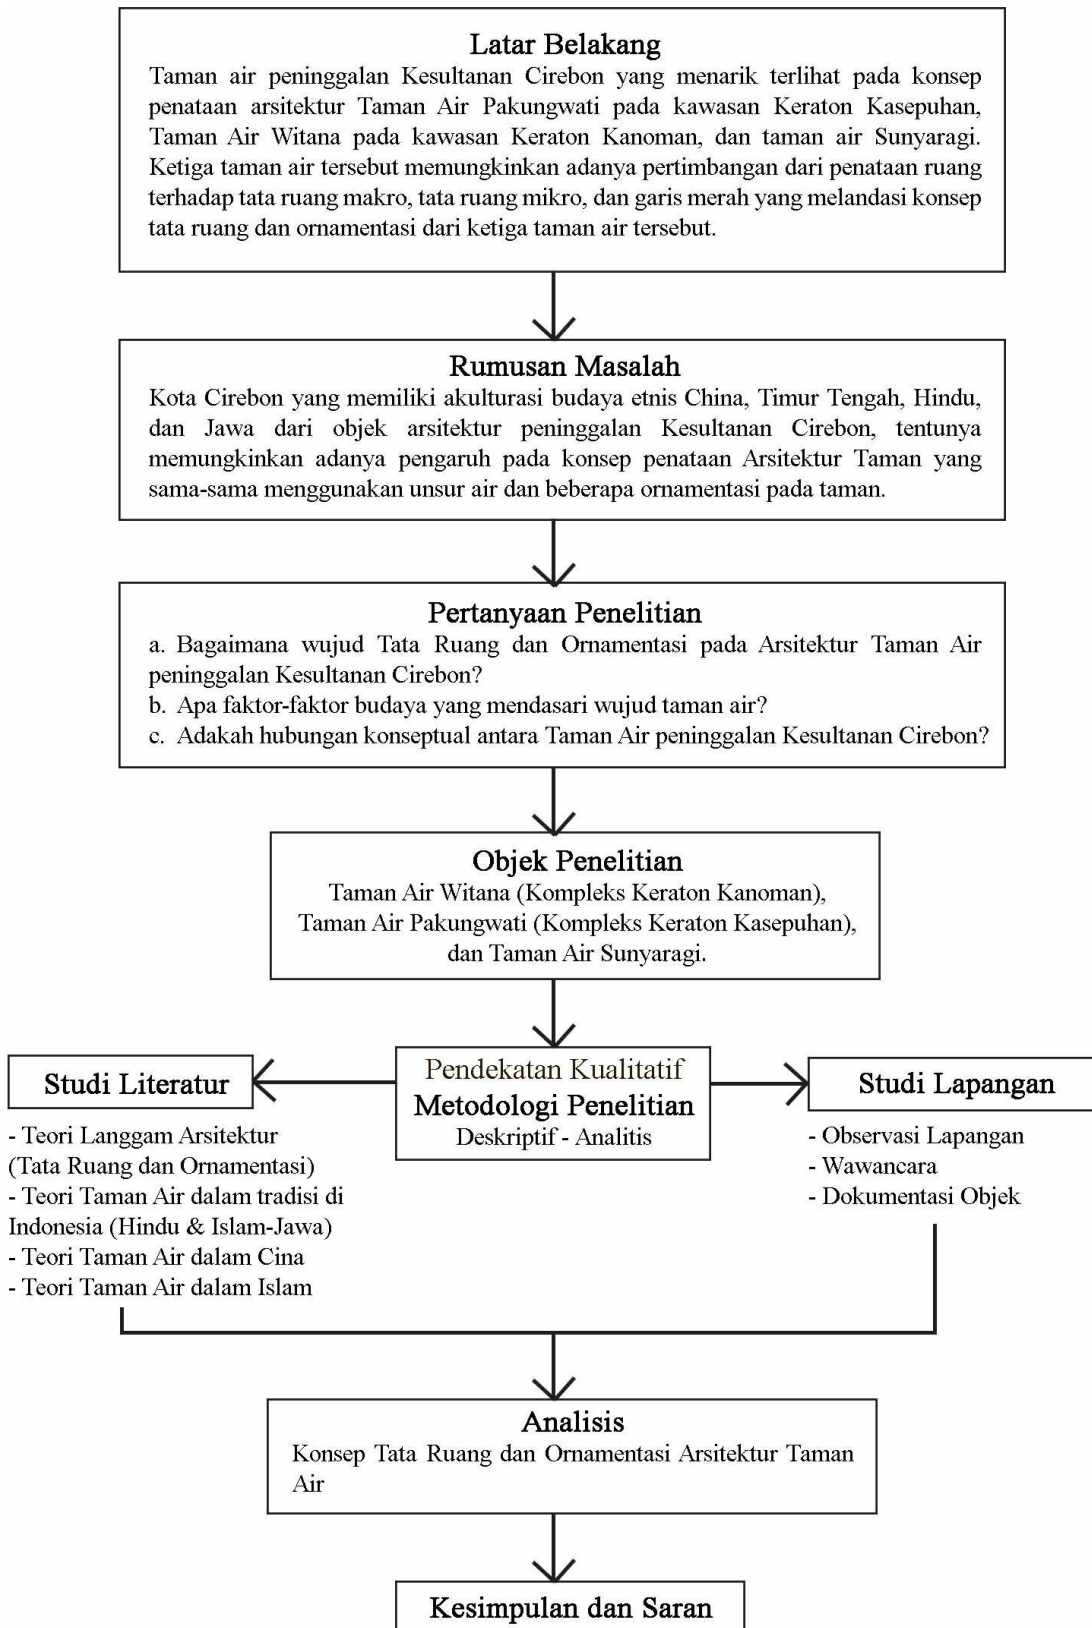 Latar Belakang
Taman air peninggalan Kesultanan Cirebon yang menarik terlihat pada konsep
penataan arsitektur Taman Air Pakungwati pada kawasan Keraton Kasepuhan,
Taman Air Witana pada kawasan Keraton Kanoman, dan taman air Sunyaragi.
Ketiga taman air tersebut memungkinkan adanya pertimbangan dari penataan ruang
terhadap tata ruang makro, tata ruang mikro, dan garis merah yang melandasi konsep
tata ruang dan ornamentasi dari ketiga taman air tersebut.
Rumusan Masalah
Kota Cirebon yang memiliki akulturasi budaya etnis China, Timur Tengah, Hindu,
dan Jawa dari objek arsitektur peninggalan Kesultanan Cirebon, tentunya
memungkinkan adanya pengaruh pada konsep penataan Arsitektur Taman yang
sama-sama menggunakan unsur air dan beberapa ornamentasi pada taman.
Pertanyaan Penelitian
a. Bagaimana wujud Tata Ruang dan Ornamentasi pada Arsitektur Taman Air
peninggalan Kesultanan Cirebon?
b. Apa faktor-faktor budaya yang mendasari wujud taman air?
c. Adakah hubungan konseptual antara Taman Air peninggalan Kesultanan Cirebon?
Objek Penelitian
Taman Air Witana (Kompleks Keraton Kanoman),
Taman Air Pakungwati (Kompleks Keraton Kasepuhan),
dan Taman Air Sunyaragi.
Pendekatan Kualitatif
Metodologi Penelitian
Deskriptif - Analitis
Studi Literatur
- Teori Langgam Arsitektur
(Tata Ruang dan Ornamentasi)
- Teori Taman Air dalam tradisi di
Indonesia (Hindu & Islam-Jawa)
- Teori Taman Air dalam Cina
- Teori Taman Air dalam Islam
Studi Lapangan
- Observasi Lapangan
- Wawancara
- Dokumentasi Objek
Analisis
Konsep Tata Ruang dan Ornamentasi Arsitektur Taman
Air
Kesimpulan dan Saran